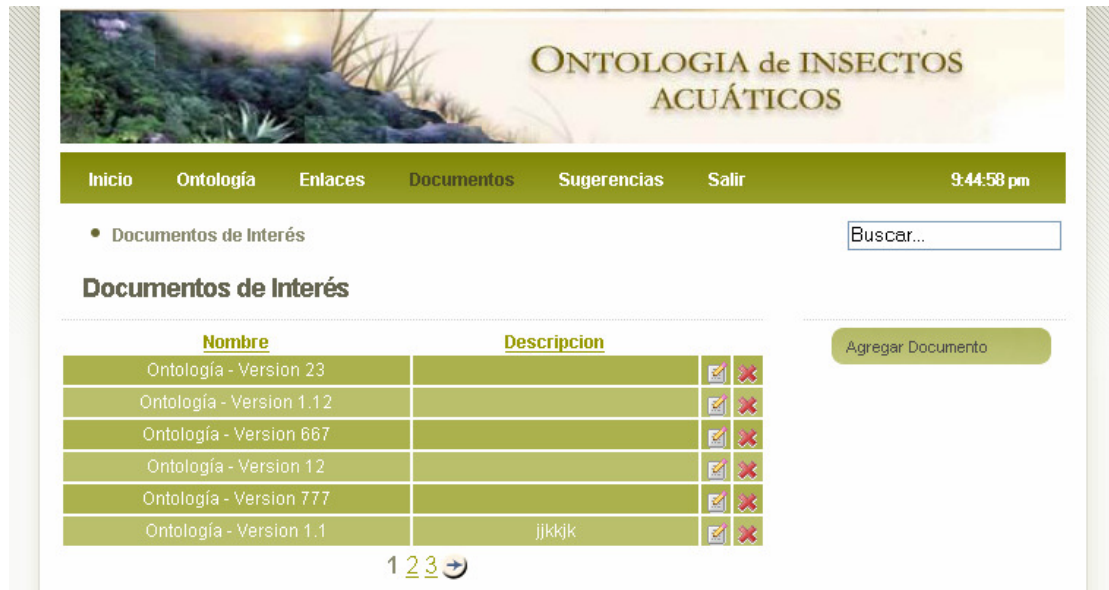 ONTOLOGIA de INSECTOS
ACUÁTICOS
Inicio Ontología Enlaces Documentos Sugerencias Salir 9:44:58 pm
Documentos de Interés
Buscar...
Documentos de Interés
Nombre Descripcion
Agregar Documento
Ontología - Version 23
Ontología - Version 1.12
Ontología - Version 667
Ontología - Version 12
Ontología - Version 777
Ontología - Version 1.1 jjkkjk
1 2 3